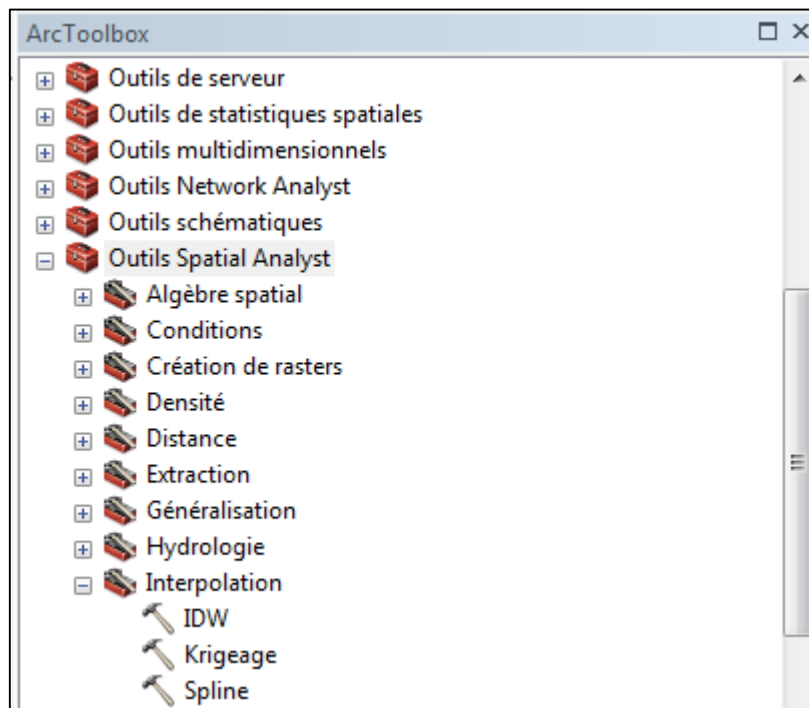 ArcToolbox
Outils de serveur
Outils de statistiques spatiales
Outils multidimensionnels
Outils Network Analyst
Outils schématiques
Outils Spatial Analyst
Algèbre spatial
Conditions
Création de rasters
Densité
Distance
Extraction
Généralisation
Hydrologie
Interpolation
IDW
Krigeage
Spline